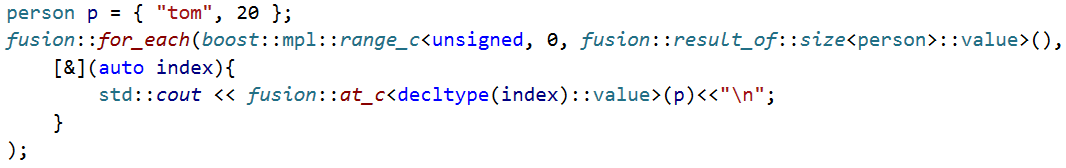 person p = { "tom", 20 };
fusion::for_each(boost::mpl::range_c<unsigned, 0, fusion::result_of::size<person>::value>(),
    [&](auto index){
        std::cout << fusion::at_c<decltype(index)::value>(p)<<"\n";
    }
);